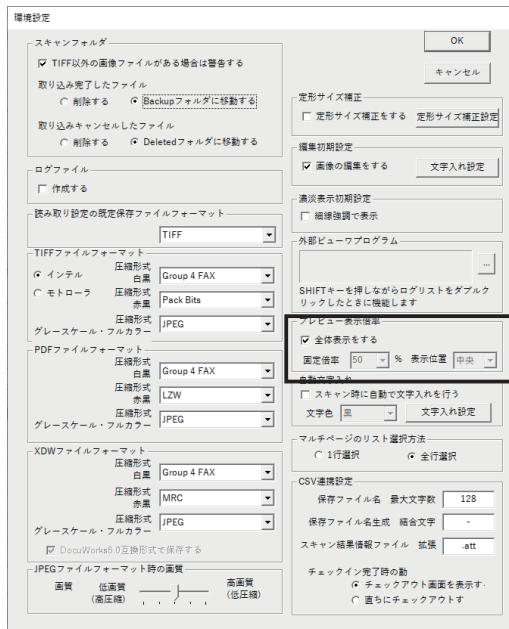 環境設定
スキャンフォルダ
TIFF以外の画像ファイルがある場合は警告する
取り込み完了したファイル
削除する
Backupフォルダに移動する
取り込みキャンセルしたファイル
削除する
Deletedフォルダに移動する
ログファイル
作成する
読み取り設定の既定保存ファイルフォーマット
TIFF
TIFFファイルフォーマット
インテル
モトローラ
圧縮形式
白黒
Group 4 FAX
圧縮形式
赤黒
Pack Bits
圧縮形式
グレースケール・フルカラー
JPEG
PDFファイルフォーマット
圧縮形式
白黒
Group 4 FAX
圧縮形式
赤黒
LZW
圧縮形式
グレースケール・フルカラー
JPEG
XDWファイルフォーマット
圧縮形式
白黒
Group 4 FAX
圧縮形式
赤黒
MRC
圧縮形式
グレースケール・フルカラー
JPEG
DocuWorks6.0互換形式で保存する
JPEGファイルフォーマット時の画質
画質
低画質
(高圧縮)
高画質
(低圧縮)
OK
キャンセル
定形サイズ補正
定形サイズ補正をする
定形サイズ補正設定
編集初期設定
画像の編集をする
文字入れ設定
濃淡表示初期設定
細線強調で表示
外部ビューワプログラム
...
SHIFTキーを押しながらログリストをダブルク
リックしたときに機能します
プレビュー表示倍率
全体表示をする
固定倍率 50 % 表示位置 中央
自動文字入れ
スキャン時に自動で文字入れを行う
文字色 黒
文字入れ設定
マルチページのリスト選択方法
1行選択
全行選択
CSV連携設定
保存ファイル名 最大文字数 128
保存ファイル名生成 結合文字 -
スキャン結果情報ファイル 拡張 .att
チェックイン完了時の動
チェックアウト画面を表示す
直ちにチェックアウトす